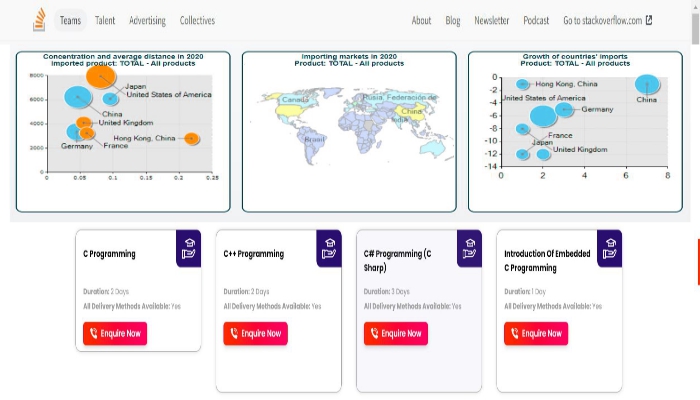 Teams
Talent
Advertising
Collectives
About
Blog
Newsletter
Podcast
Go to stackoverflow.com
Concentration and average distance in 2020
Imported product: TOTAL - All products
8000
6000
4000
2000
0
0
0.05
0.1
0.15
0.2
0.25
Japan
United States of America
China
United Kingdom
Hong Kong, China
Germany
France
Importing markets in 2020
Product: TOTAL - All products
Canada
Rusia, Federación de
China
India
Brasil
Growth of countries' imports
Product: TOTAL - All products
0
-2
-4
-6
-8
-10
-12
-14
0
2
4
6
8
Hong Kong, China
China
United States of America
Germany
France
Japan
United Kingdom
C Programming
Duration: 2 Days
All Delivery Methods Available: Yes
Enquire Now
C++ Programming
Duration: 2 Days
All Delivery Methods Available: Yes
Enquire Now
C# Programming (C
Sharp)
Duration: 3 Days
All Delivery Methods Available: Yes
Enquire Now
Introduction Of Embedded
C Programming
Duration: 1 Day
All Delivery Methods Available: Yes
Enquire Now